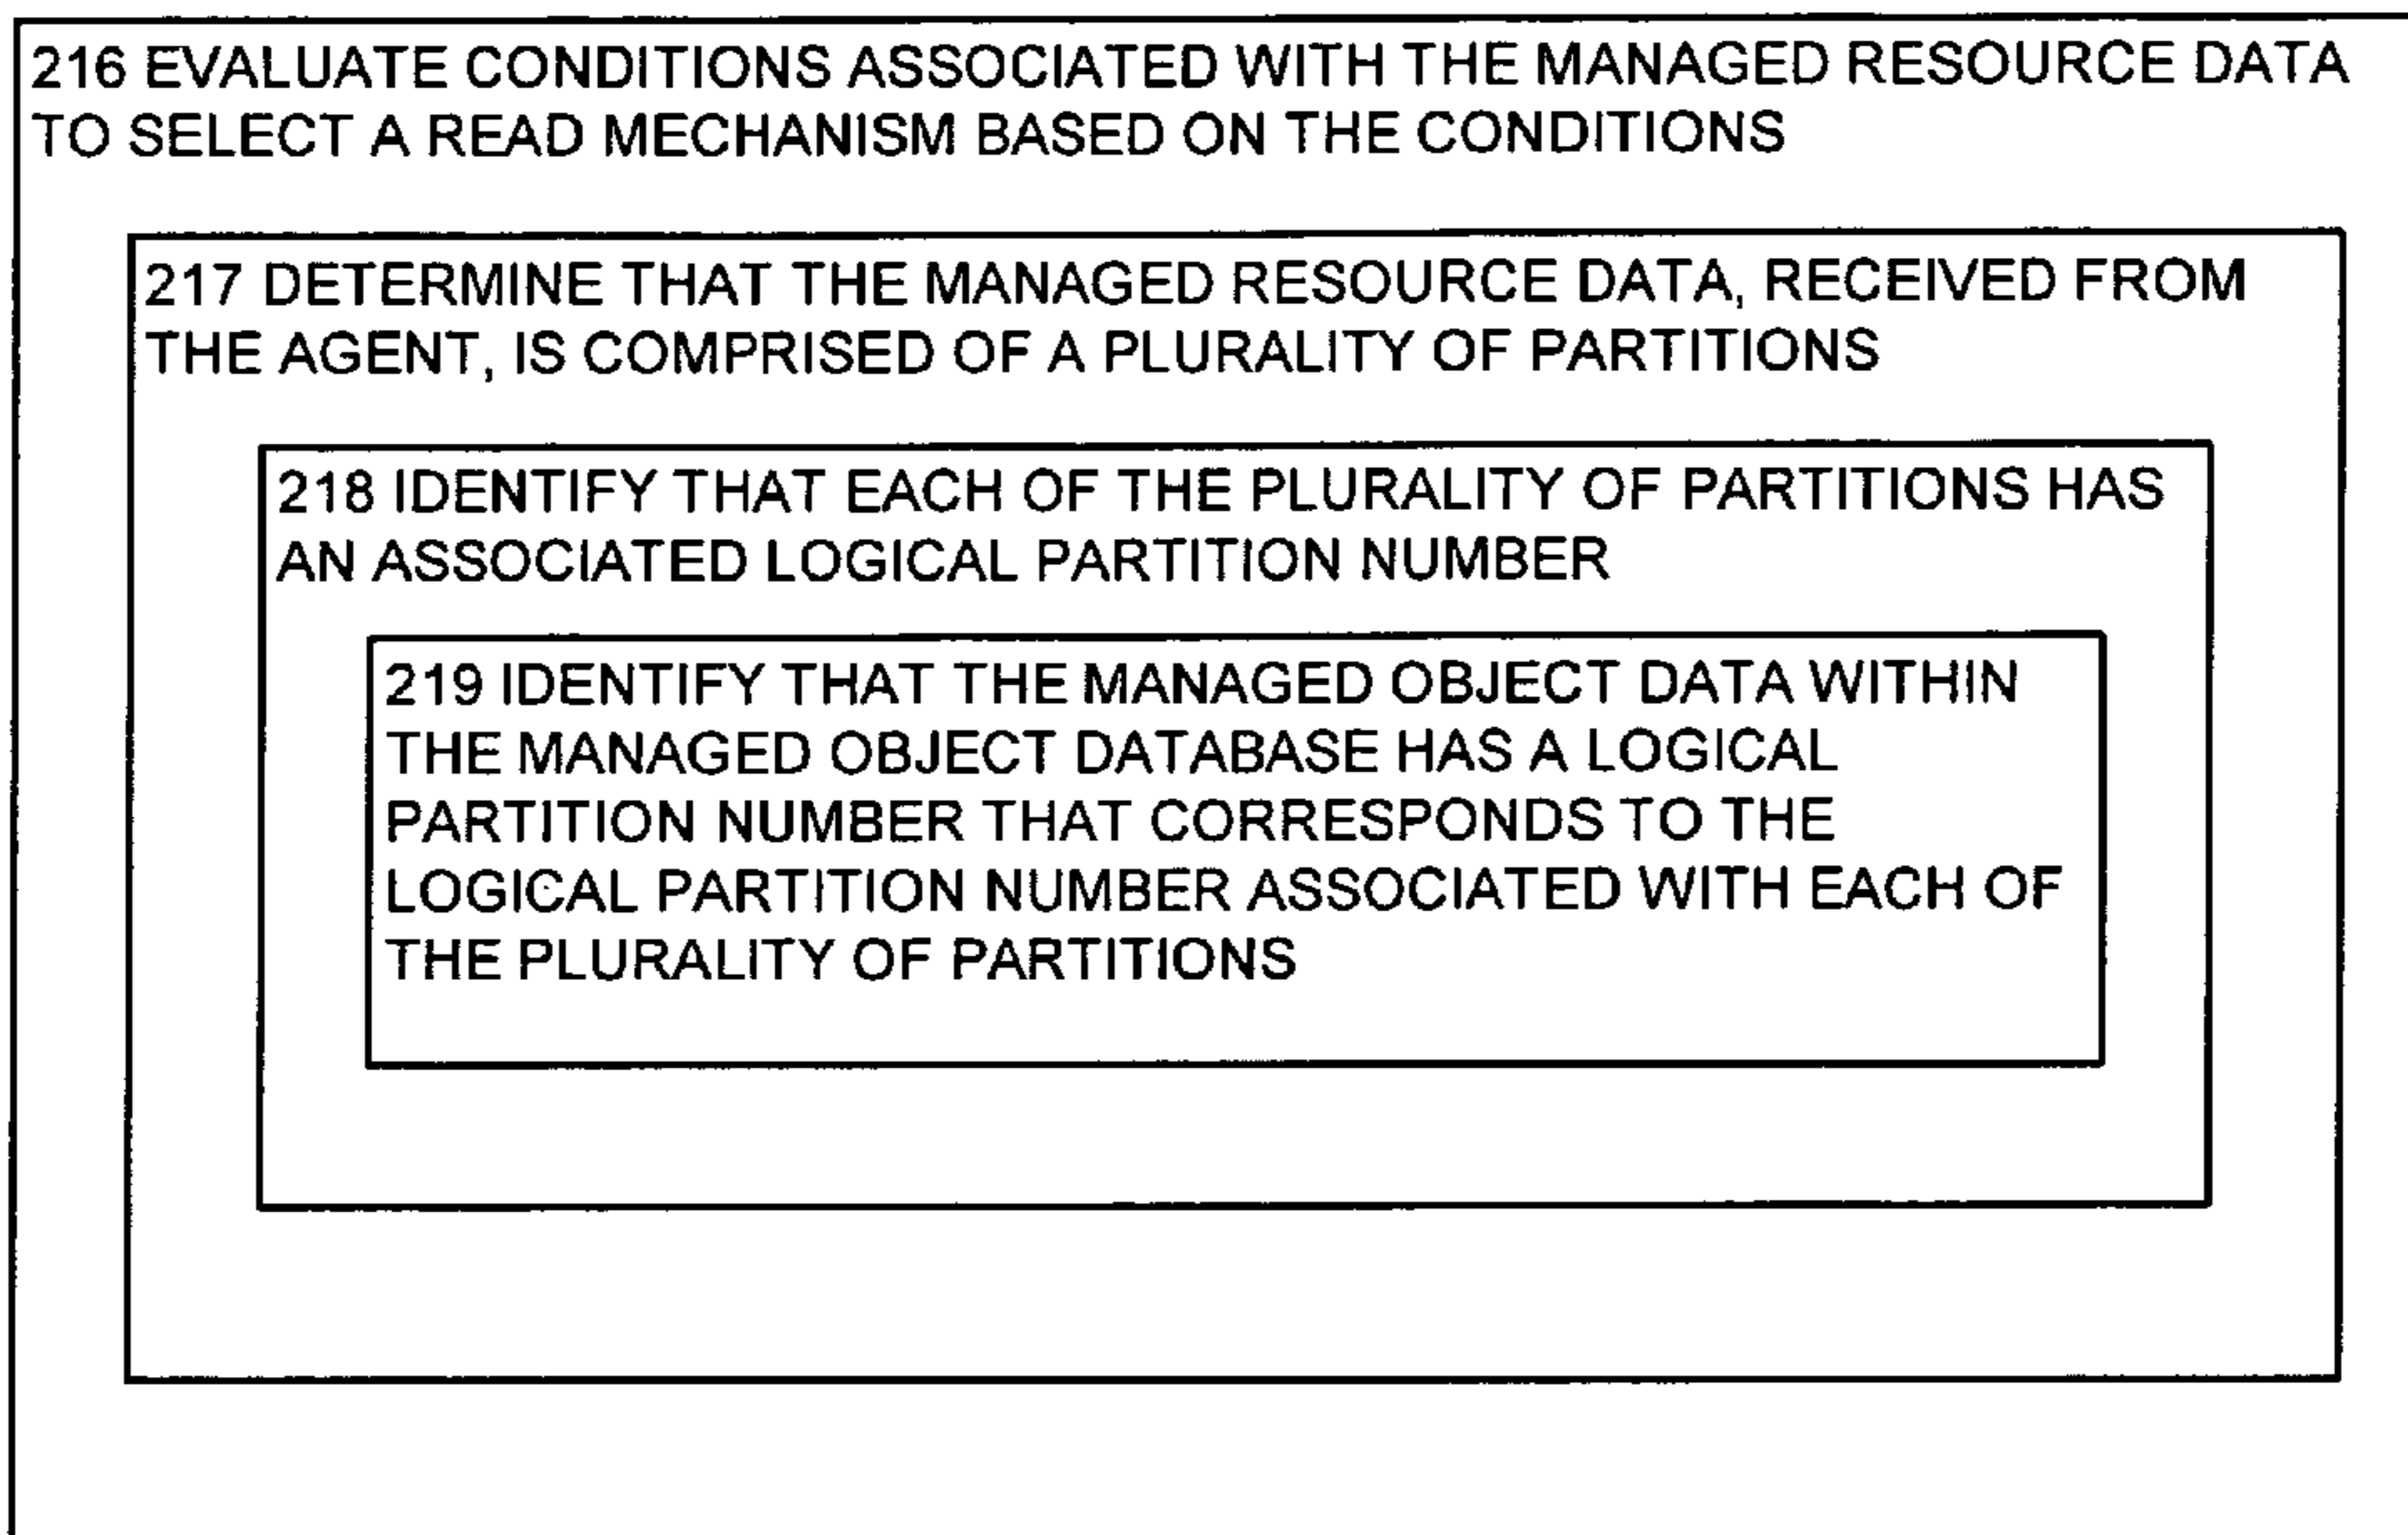 216 EVALUATE CONDITIONS ASSOCIATED WITH THE MANAGED RESOURCE DATA
TO SELECT A READ MECHANISM BASED ON THE CONDITIONS
217 DETERMINE THAT THE MANAGED RESOURCE DATA, RECEIVED FROM
THE AGENT, IS COMPRISED OF A PLURALITY OF PARTITIONS
218 IDENTIFY THAT EACH OF THE PLURALITY OF PARTITIONS HAS
AN ASSOCIATED LOGICAL PARTITION NUMBER
219 IDENTIFY THAT THE MANAGED OBJECT DATA WITHIN
THE MANAGED OBJECT DATABASE HAS A LOGICAL
PARTITION NUMBER THAT CORRESPONDS TO THE
LOGICAL PARTITION NUMBER ASSOCIATED WITH EACH OF
THE PLURALITY OF PARTITIONS